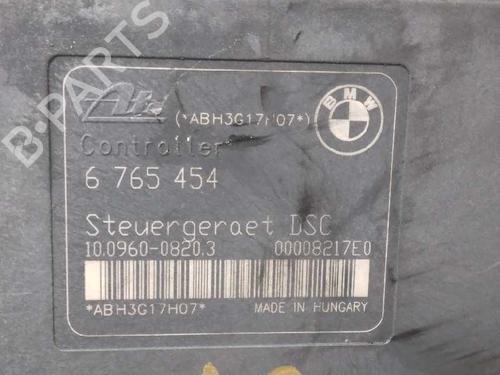 Ate (*ABH3G17H07*) BMW
Controller
6 765 454
Steuergeraet DSC
10.0960-0820.3 00008217E0
*ABH3G17H07* MADE IN HUNGARY
B-PARTS